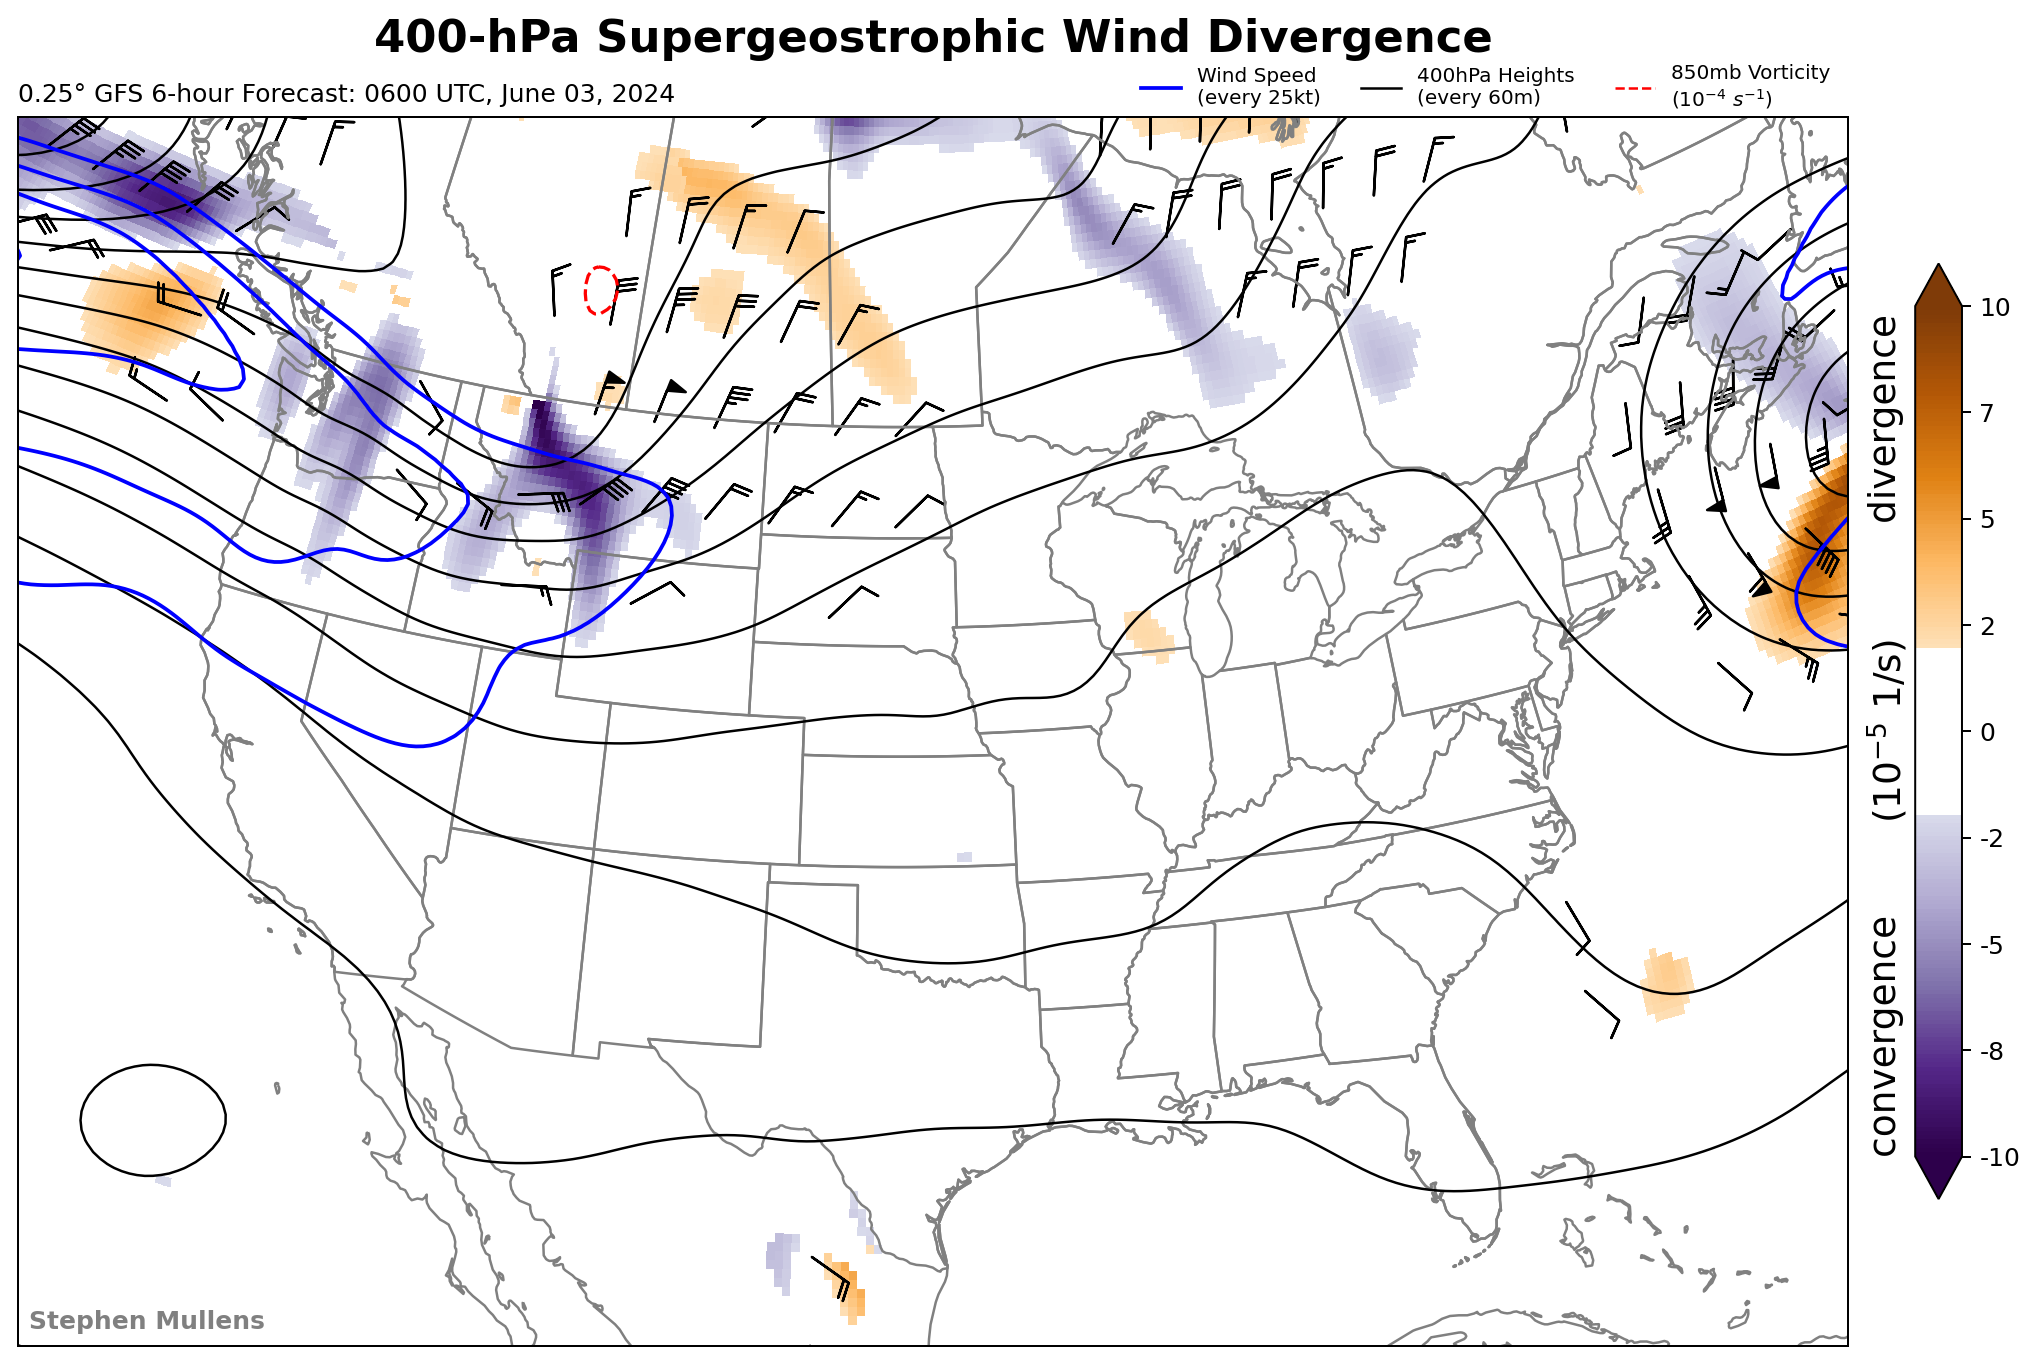 400-hPa Supergeostrophic Wind Divergence
0.25° GFS 6-hour Forecast: 0600 UTC, June 03, 2024
Wind Speed
(every 25kt)
400hPa Heights
(every 60m)
850mb Vorticity
(10⁻⁴ s⁻¹)
10
7
5
2
0
-2
-5
-8
-10
convergence (10⁻⁵ 1/s) divergence
Stephen Mullens